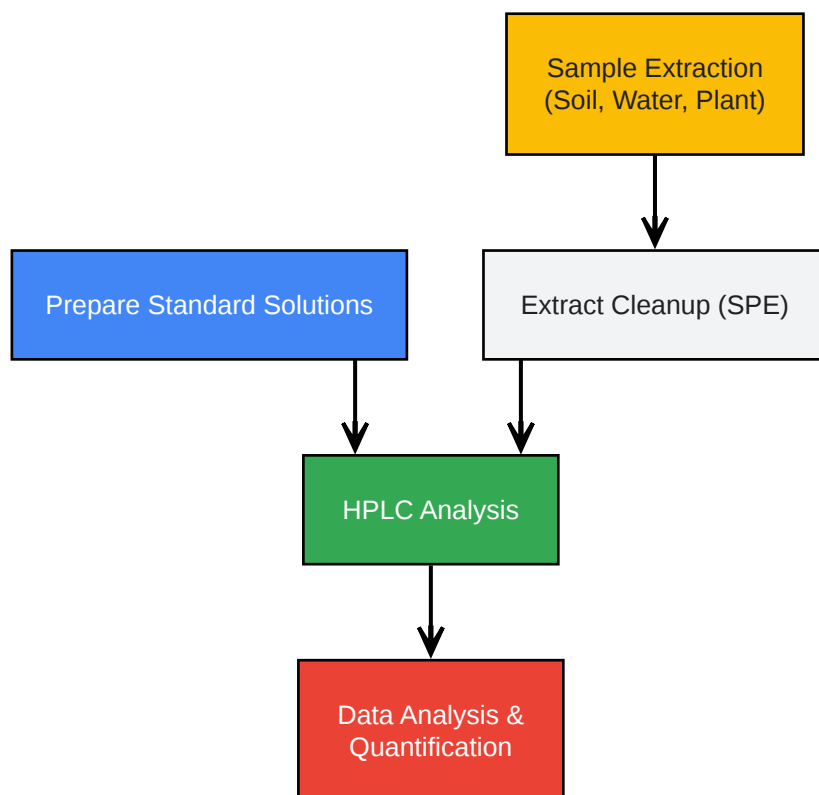 Sample Extraction
(Soil, Water, Plant)
Prepare Standard Solutions
Extract Cleanup (SPE)
HPLC Analysis
Data Analysis &
Quantification